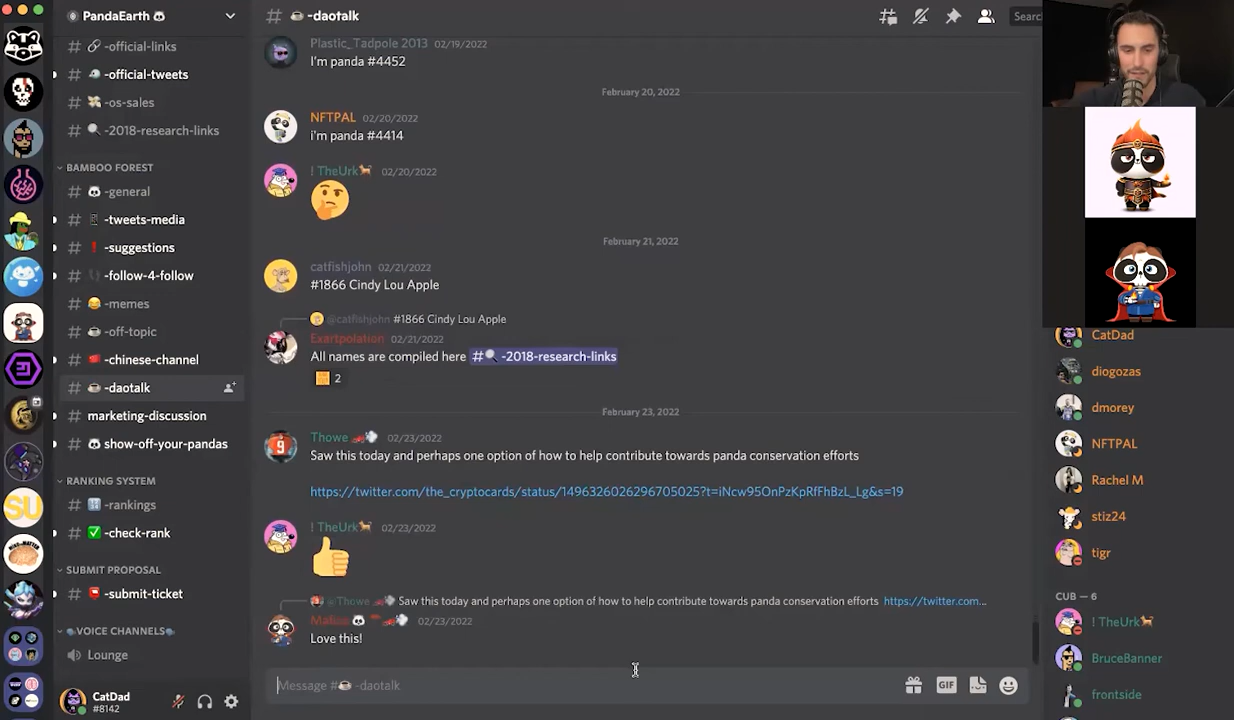 PandaEarth
-official-links
-official-tweets
-os-sales
-2018-research-links
BAMBOO FOREST
-general
-tweets-media
-suggestions
-follow-4-follow
-memes
-off-topic
-chinese-channel
-daotalk
marketing-discussion
show-off-your-pandas
RANKING SYSTEM
-rankings
-check-rank
SUBMIT PROPOSAL
-submit-ticket
VOICE CHANNELS
Lounge
CatDad
#8142
# -daotalk
Search
Plastic_Tadpole 2013 02/19/2022
I'm panda #4452
February 20, 2022
NFTPAL 02/20/2022
i'm panda #4414
! TheUrk 02/20/2022
February 21, 2022
catfishjohn 02/21/2022
#1866 Cindy Lou Apple
@catfishjohn #1866 Cindy Lou Apple
Exartpolation 02/21/2022
All names are compiled here # -2018-research-links
2
February 23, 2022
9
Thowe 02/23/2022
Saw this today and perhaps one option of how to help contribute towards panda conservation efforts
https://twitter.com/the_cryptocards/status/1496326026296705025?t=iNcw95OnPzKpRfFhBzL_Lg&s=19
! TheUrk 02/23/2022
@Thowe Saw this today and perhaps one option of how to help contribute towards panda conservation efforts https://twitter.com...
02/23/2022
Love this!
Message # -daotalk
GIF
CatDad
diogozas
dmorey
NFTPAL
Rachel M
stiz24
tigr
CUB — 6
! TheUrk
BruceBanner
frontside
SU